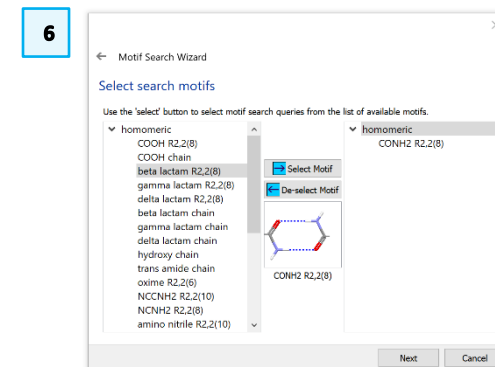 6
← Motif Search Wizard
Select search motifs
Use the 'select' button to select motif search queries from the list of available motifs.
homomeric
COOH R2,2(8)
COOH chain
beta lactam R2,2(8)
gamma lactam R2,2(8)
delta lactam R2,2(8)
beta lactam chain
gamma lactam chain
delta lactam chain
hydroxy chain
trans amide chain
oxime R2,2(6)
NCCNH2 R2,2(10)
NCNH2 R2,2(8)
amino nitrile R2,2(10)
Select Motif
De-select Motif
CONH2 R2,2(8)
homomeric
CONH2 R2,2(8)
Next
Cancel